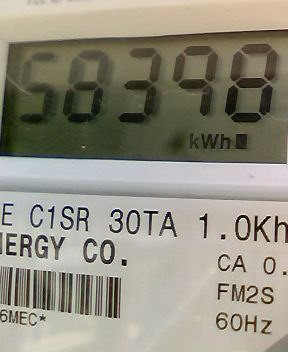 58398
kWh
E C1SR 30TA 1.0Kh
NERGY CO.
CA 0.
FM2S
6MEC*
60Hz